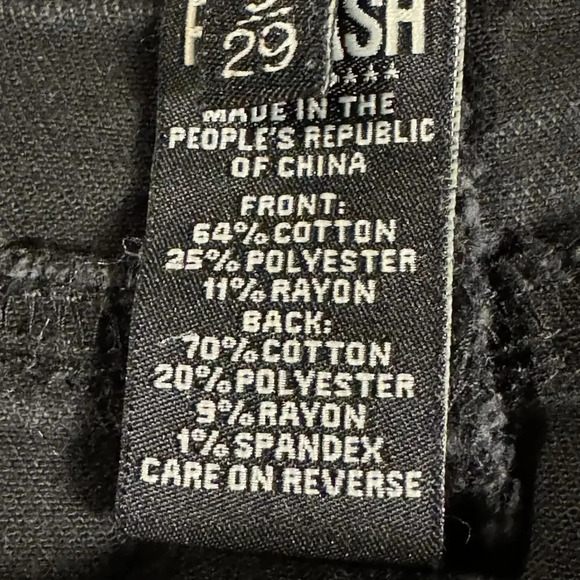 29
MADE IN THE
PEOPLE'S REPUBLIC
OF CHINA
FRONT:
64% COTTON
25% POLYESTER
11% RAYON
BACK:
70% COTTON
20% POLYESTER
9% RAYON
1% SPANDEX
CARE ON REVERSE